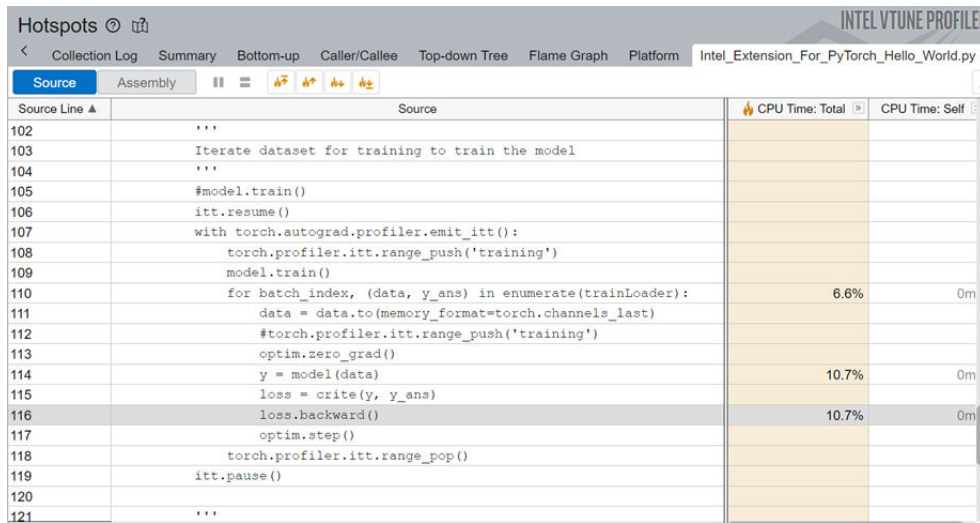 Hotspots
INTEL VTUNE PROFILE
Collection Log Summary Bottom-up Caller/Callee Top-down Tree Flame Graph Platform Intel_Extension_For_PyTorch_Hello_World.py
Source Assembly
Source Line Source CPU Time: Total CPU Time: Self
102 '''
103 Iterate dataset for training to train the model
104 '''
105 #model.train()
106 itt.resume()
107 with torch.autograd.profiler.emit_itt():
108 torch.profiler.itt.range_push('training')
109 model.train()
110 for batch_index, (data, y_ans) in enumerate(trainLoader): 6.6% 0m
111 data = data.to(memory_format=torch.channels_last)
112 #torch.profiler.itt.range_push('training')
113 optim.zero_grad()
114 y = model(data) 10.7% 0m
115 loss = crite(y, y_ans)
116 loss.backward() 10.7% 0m
117 optim.step()
118 torch.profiler.itt.range_pop()
119 itt.pause()
120
121 '''